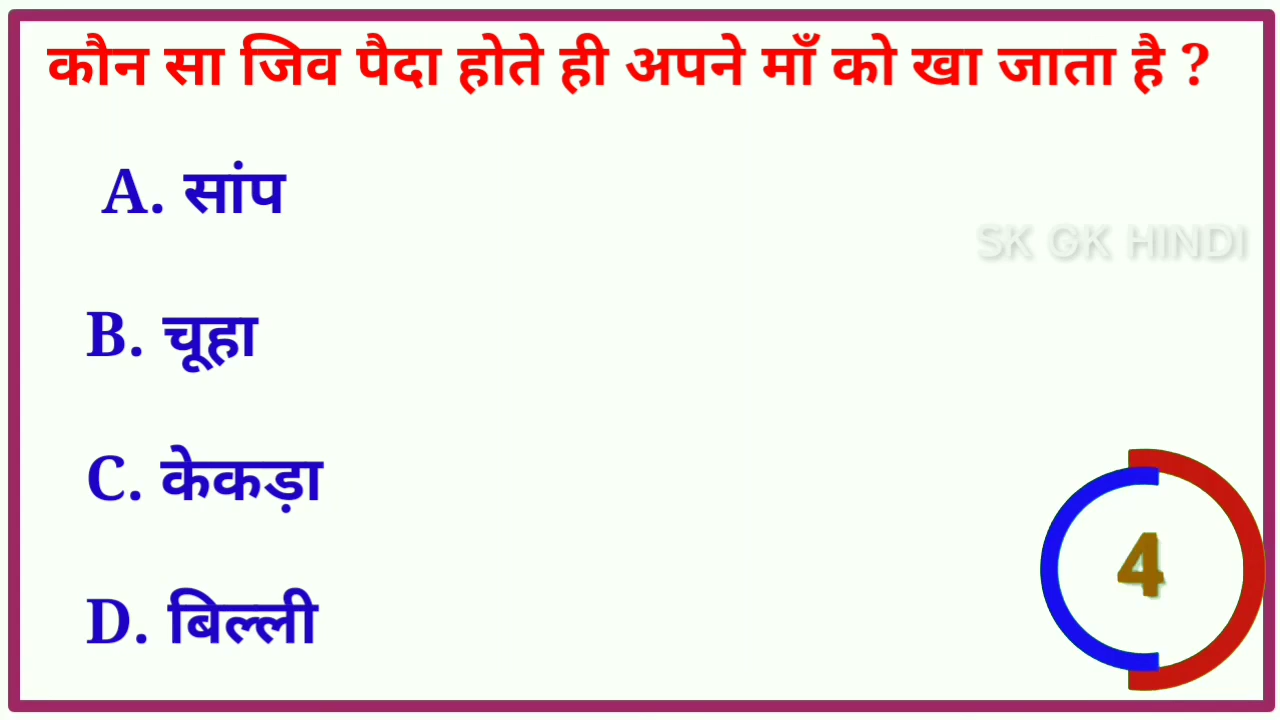 कौन सा जिव पैदा होते ही अपने माँ को खा जाता है ?
A. सांप
SK GK HINDI
B. चूहा
C. केकड़ा
4
D. बिल्ली